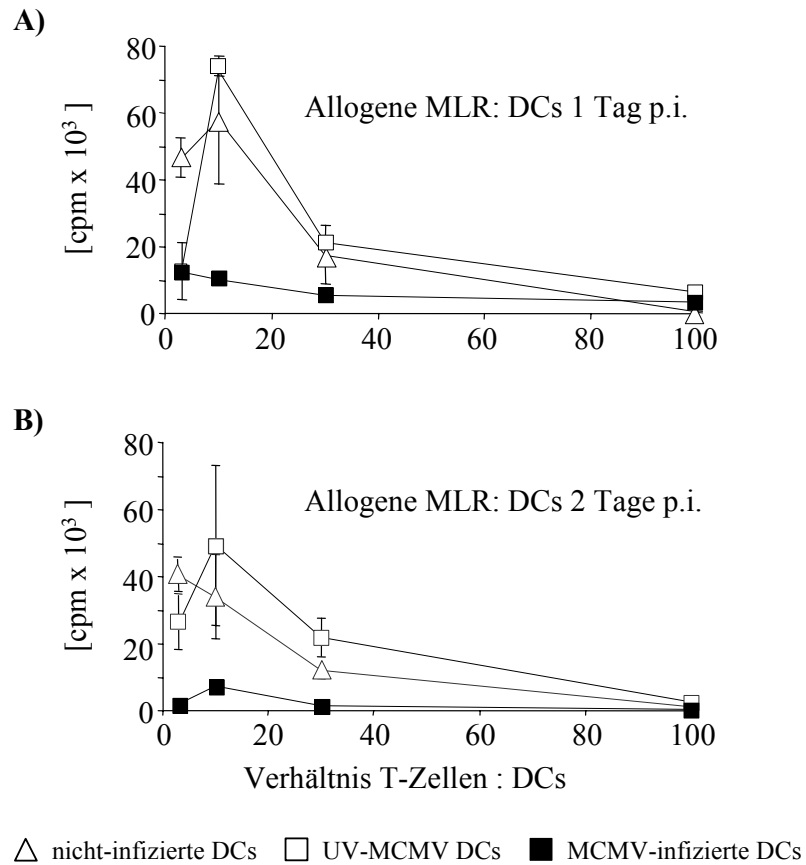 A)
80
60
40
20
0
[cpm x 10³ ]
Allogene MLR: DCs 1 Tag p.i.
0 20 40 60 80 100
B)
80
60
40
20
0
[cpm x 10³ ]
Allogene MLR: DCs 2 Tage p.i.
0 20 40 60 80 100
Verhältnis T-Zellen : DCs
nicht-infizierte DCs UV-MCMV DCs MCMV-infizierte DCs